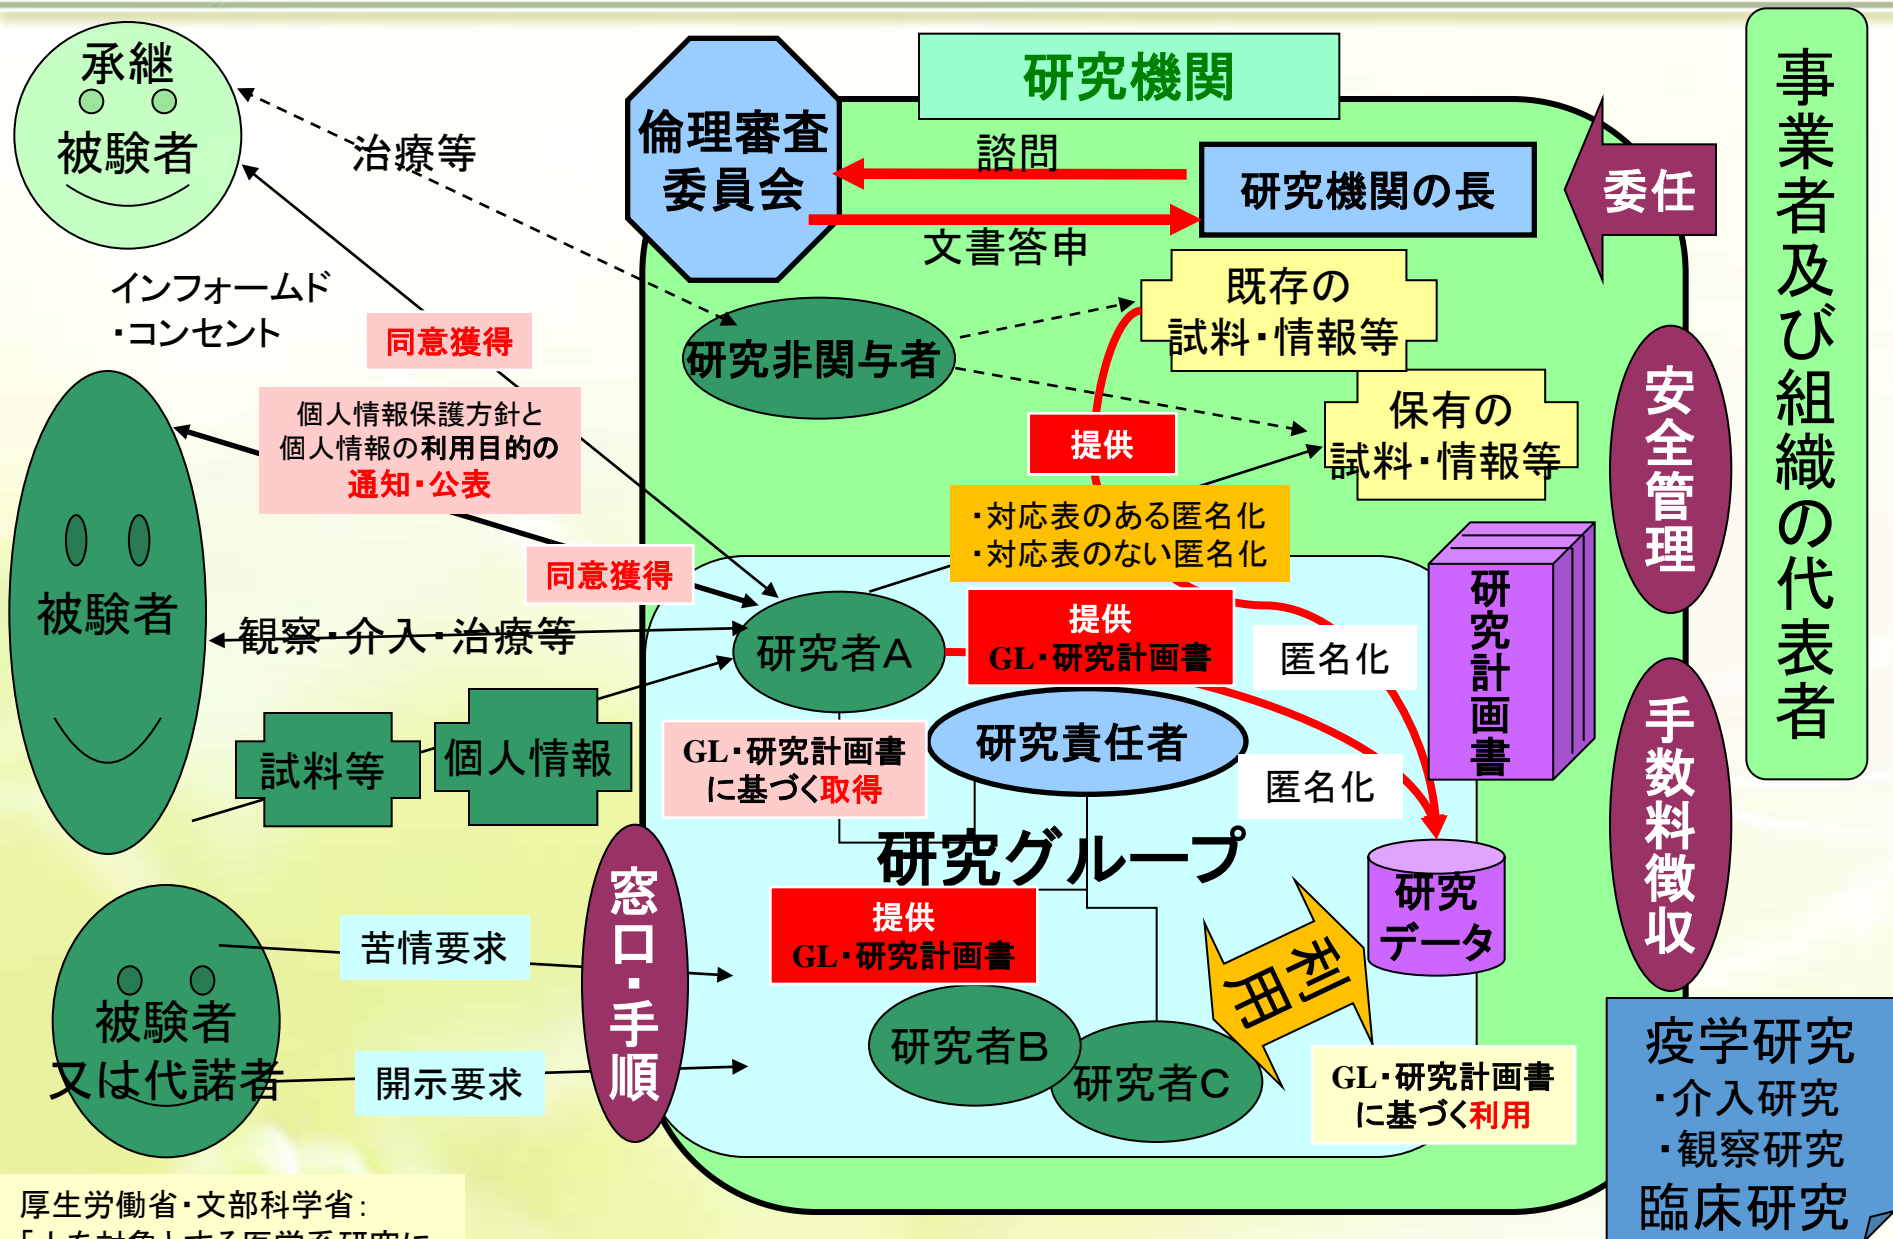 承継
被験者
治療等
インフォームド
・コンセント
同意獲得
個人情報保護方針と
個人情報の利用目的の
通知・公表
同意獲得
被験者
観察・介入・治療等
試料等
個人情報
被験者
又は代諾者
苦情要求
開示要求
窓口・手順
厚生労働省・文部科学省：
「人を対象とする医学系研究に
倫理審査
委員会
研究機関
諮問
文書答申
研究機関の長
委任
研究非関与者
既存の
試料・情報等
保有の
試料・情報等
提供
・対応表のある匿名化
・対応表のない匿名化
研究者A
提供
GL・研究計画書
匿名化
研究責任者
GL・研究計画書
に基づく取得
匿名化
研究グループ
提供
GL・研究計画書
研究者B
研究者C
利用
研究
データ
GL・研究計画書
に基づく利用
研究計画書
安全管理
手数料徴収
事業者及び組織の代表者
疫学研究
・介入研究
・観察研究
臨床研究